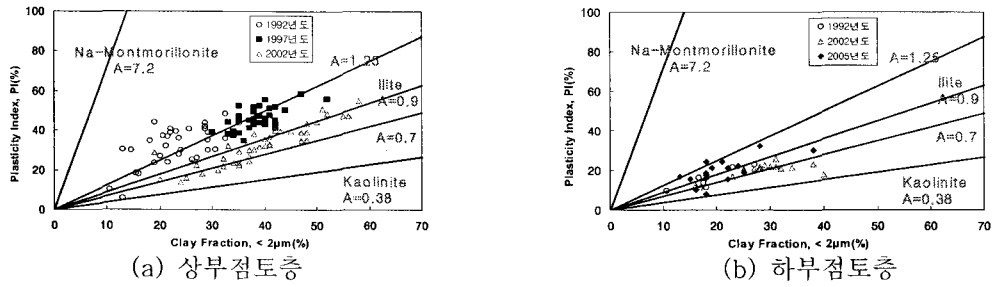 100
80
60
40
20
0
Plasticity Index, PI(%)
Na-Montmorillonite
A=7.2
○ 1992년도
■ 1997년도
△ 2002년도
A=1.25
Illite
A=0.9
A=0.7
Kaolinite
A=0.38
0 10 20 30 40 50 60 70
Clay Fraction, < 2μm(%)
(a) 상부점토층
100
80
60
40
20
0
Plasticity Index, PI(%)
Na-Montmorillonite
A=7.2
○ 1992년도
△ 2002년도
◆ 2005년도
A=1.25
Illite
A=0.9
A=0.7
Kaolinite
A=0.38
0 10 20 30 40 50 60 70
Clay Fraction, < 2μm(%)
(b) 하부점토층